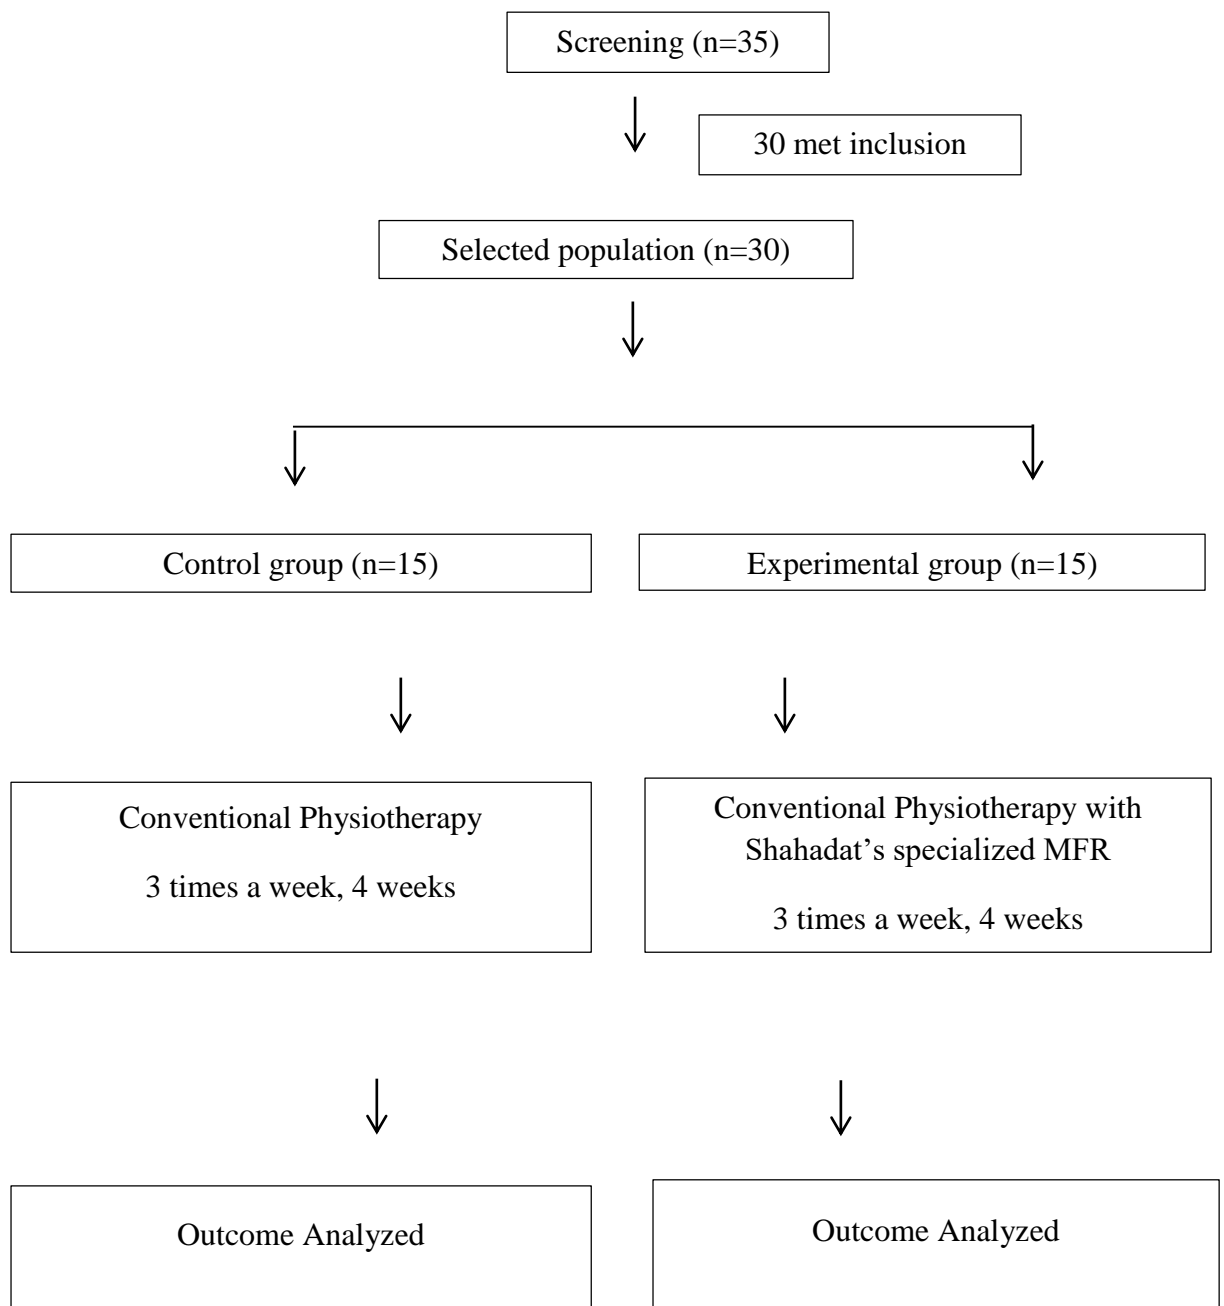 Screening (n=35)
30 met inclusion
Selected population (n=30)
Control group (n=15)
Experimental group (n=15)
Conventional Physiotherapy
3 times a week, 4 weeks
Conventional Physiotherapy with
Shahadat’s specialized MFR
3 times a week, 4 weeks
Outcome Analyzed
Outcome Analyzed